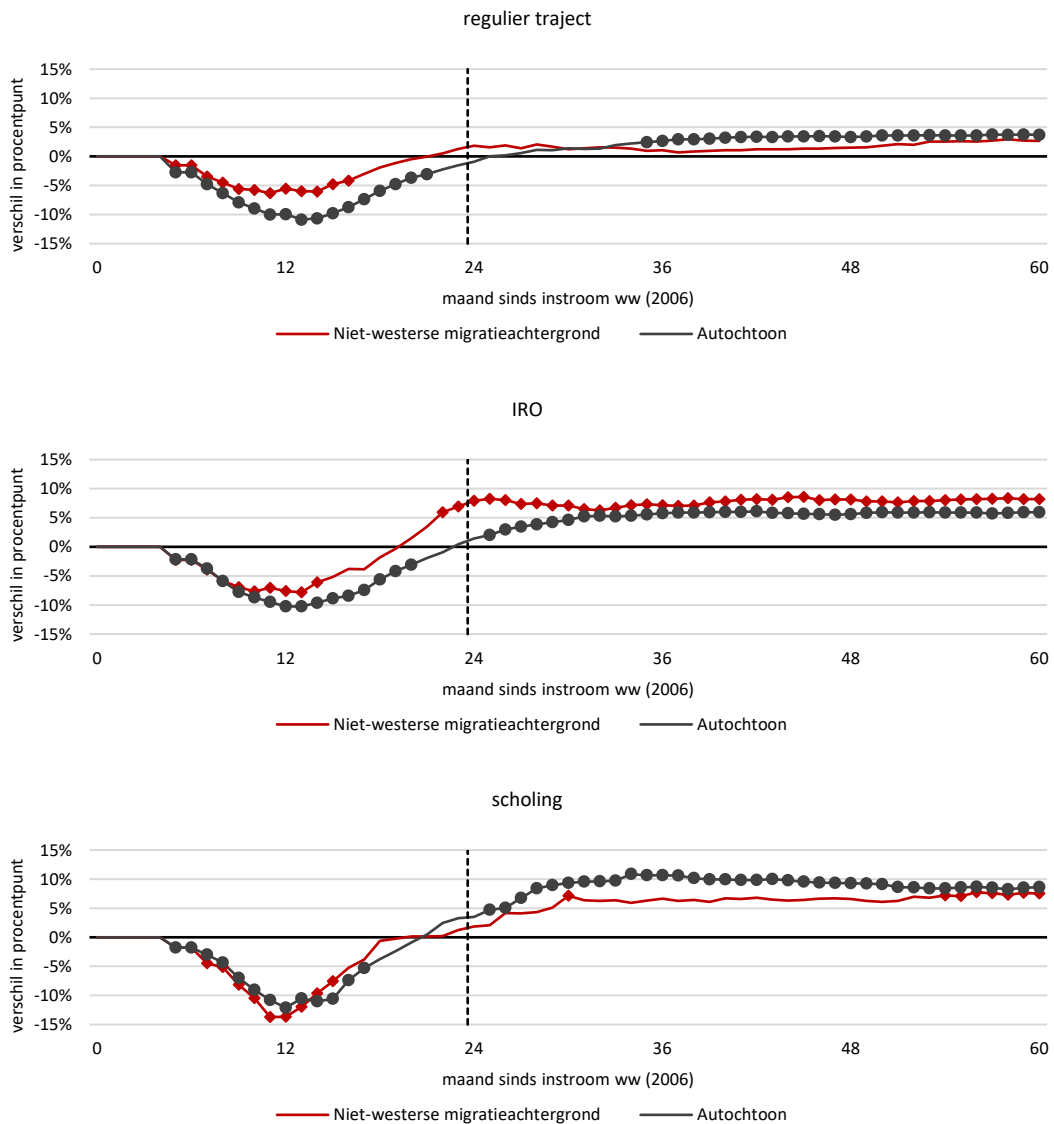 regulier traject
verschil in procentpunt
15%
10%
5%
0%
-5%
-10%
-15%
0 12 24 36 48 60
maand sinds instroom ww (2006)
Niet-westerse migratieachtergrond Autochtoon
IRO
verschil in procentpunt
15%
10%
5%
0%
-5%
-10%
-15%
0 12 24 36 48 60
maand sinds instroom ww (2006)
Niet-westerse migratieachtergrond Autochtoon
scholing
verschil in procentpunt
15%
10%
5%
0%
-5%
-10%
-15%
0 12 24 36 48 60
maand sinds instroom ww (2006)
Niet-westerse migratieachtergrond Autochtoon